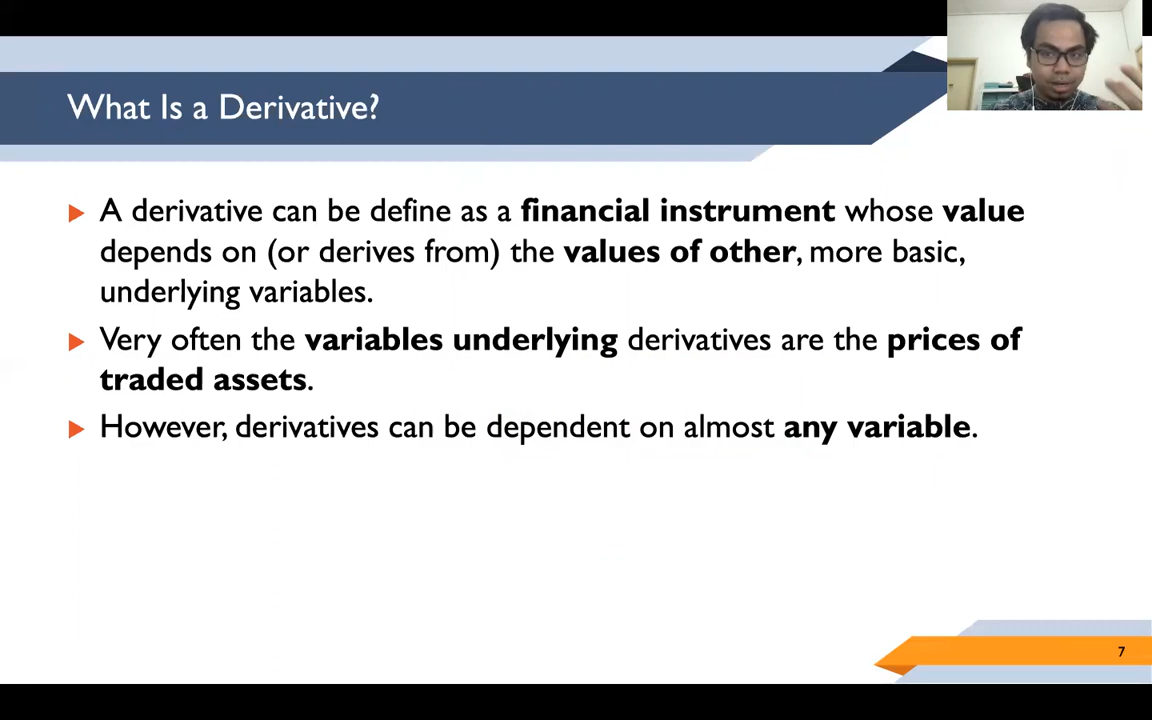 What Is a Derivative?
A derivative can be define as a financial instrument whose value
depends on (or derives from) the values of other, more basic,
underlying variables.
Very often the variables underlying derivatives are the prices of
traded assets.
However, derivatives can be dependent on almost any variable.
7